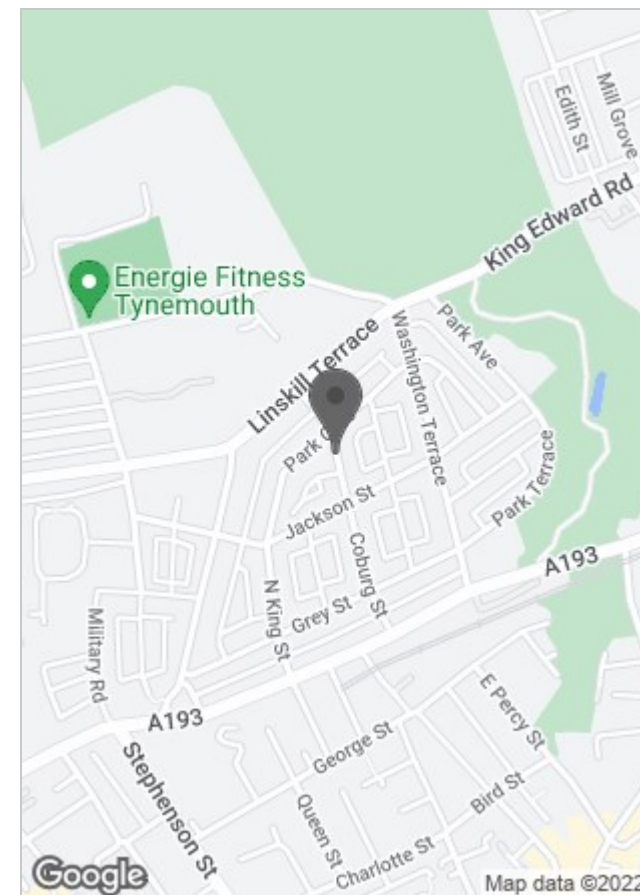 Edith St
Mill Grove
King Edward Rd
Energie Fitness
Tynemouth
Park Ave
Linskill Terrace
Washington Terrace
Park
Park Terrace
Jackson St
Coburg St
A193
N King St
Grey St
Military Rd
A193
E Percy St
George St
Stephenson St
Bird St
Queen St
Charlotte St
Google
Map data ©202